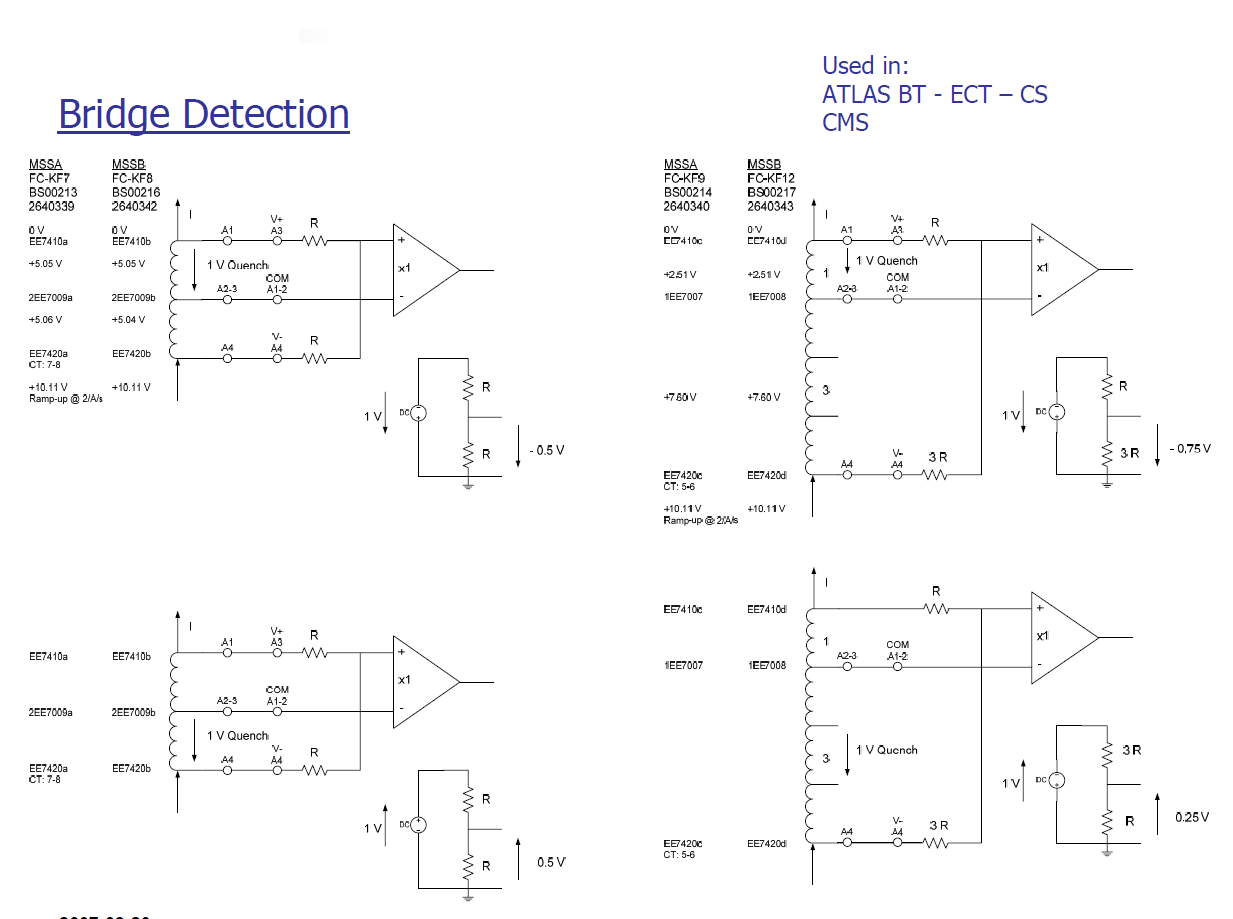 Bridge Detection
Used in:
ATLAS BT - ECT – CS
CMS
MSSA MSSB
FC-KF7 FC-KF8
BS00213 BS00216
2640339 2640342
0 V 0 V
EE7410a EE7410b
+5.05 V +5.05 V
2EE7009a 2EE7009b
+5.06 V +5.04 V
EE7420a EE7420b
CT: 7-8
+10.11 V +10.11 V
Ramp-up @ 2/A/s
I
A1
V+
A3
R
1 V Quench
COM
A2-3 A1-2
V-
A4 A4
R
+
x1
-
1 V
DC
R
R
- 0.5 V
MSSA MSSB
FC-KF9 FC-KF12
BS00214 BS00217
2640340 2640343
0 V 0 V
EE7410c EE7410d
+2.51 V +2.51 V
1EE7007 1EE7008
+7.60 V +7.60 V
EE7420c EE7420d
CT: 5-6
+10.11 V +10.11 V
Ramp-up @ 2/A/s
I
A1
V+
A3
R
1
1 V Quench
COM
A2-3 A1-2
3
V-
A4 A4
3 R
+
x1
-
1 V
DC
R
3 R
- 0.75 V
EE7410a EE7410b
2EE7009a 2EE7009b
EE7420a EE7420b
CT: 7-8
I
A1
V+
A3
R
COM
A2-3 A1-2
1 V Quench
V-
A4 A4
R
+
x1
-
1 V
DC
R
R
0.5 V
EE7410c EE7410d
1EE7007 1EE7008
EE7420c EE7420d
CT: 5-6
I
R
1
COM
A2-3 A1-2
3
1 V Quench
V-
A4 A4
3 R
+
x1
-
1 V
DC
3 R
R
0.25 V